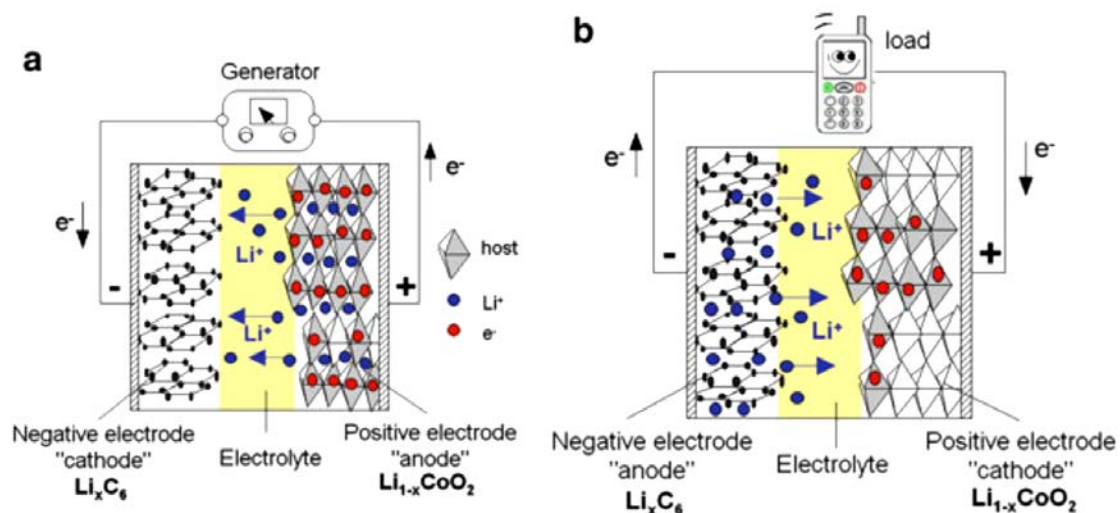 a
Generator
e⁻
e⁻
Li⁺
Li⁺
-
+
host
Li⁺
e⁻
Negative electrode
"cathode"
LiₓC₆
Electrolyte
Positive electrode
"anode"
Li₁₋ₓCoO₂
b
load
e⁻
e⁻
Li⁺
Li⁺
-
+
Negative electrode
"anode"
LiₓC₆
Electrolyte
Positive electrode
"cathode"
Li₁₋ₓCoO₂